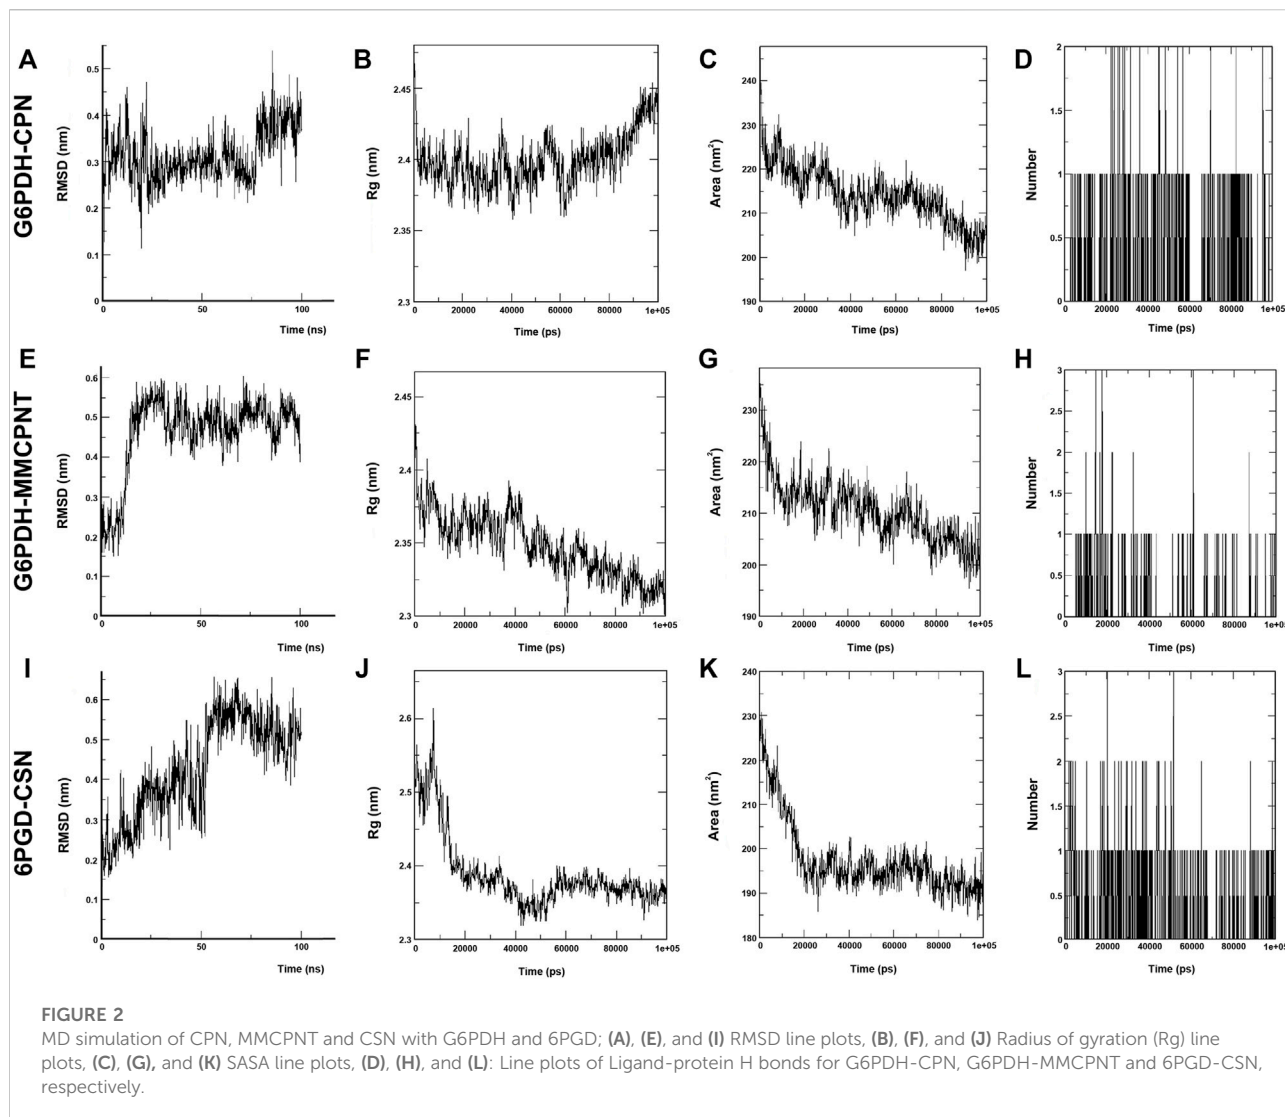 A
B
C
D
G6PDH-CPN
RMSD (nm)
0.5
0.4
0.3
0.2
0.1
0
0
50
100
Time (ns)
Rg (nm)
2.45
2.4
2.35
2.3
0
20000
40000
60000
80000
1e+05
Time (ps)
Area (nm²)
240
230
220
210
200
190
0
20000
40000
60000
80000
1e+05
Time (ps)
Number
2
1.5
1
0.5
0
0
20000
40000
60000
80000
1e+05
Time (ps)
E
F
G
H
G6PDH-MMCPNT
RMSD (nm)
0.6
0.5
0.4
0.3
0.2
0.1
0
0
50
100
Time (ns)
Rg (nm)
2.45
2.4
2.35
2.3
0
20000
40000
60000
80000
1e+05
Time (ps)
Area (nm²)
230
220
210
200
190
0
20000
40000
60000
80000
1e+05
Time (ps)
Number
3
2.5
2
1.5
1
0.5
0
0
20000
40000
60000
80000
1e+05
Time (ps)
I
J
K
L
6PGD-CSN
RMSD (nm)
0.6
0.5
0.4
0.3
0.2
0.1
0
0
50
100
Time (ns)
Rg (nm)
2.6
2.5
2.4
2.3
0
20000
40000
60000
80000
1e+05
Time (ps)
Area (nm²)
240
230
220
210
200
190
180
0
20000
40000
60000
80000
1e+05
Time (ps)
Number
3
2.5
2
1.5
1
0.5
0
0
20000
40000
60000
80000
1e+05
Time (ps)
FIGURE 2
MD simulation of CPN, MMCPNT and CSN with G6PDH and 6PGD; (A), (E), and (I) RMSD line plots, (B), (F), and (J) Radius of gyration (Rg) line
plots, (C), (G), and (K) SASA line plots, (D), (H), and (L): Line plots of Ligand-protein H bonds for G6PDH-CPN, G6PDH-MMCPNT and 6PGD-CSN,
respectively.